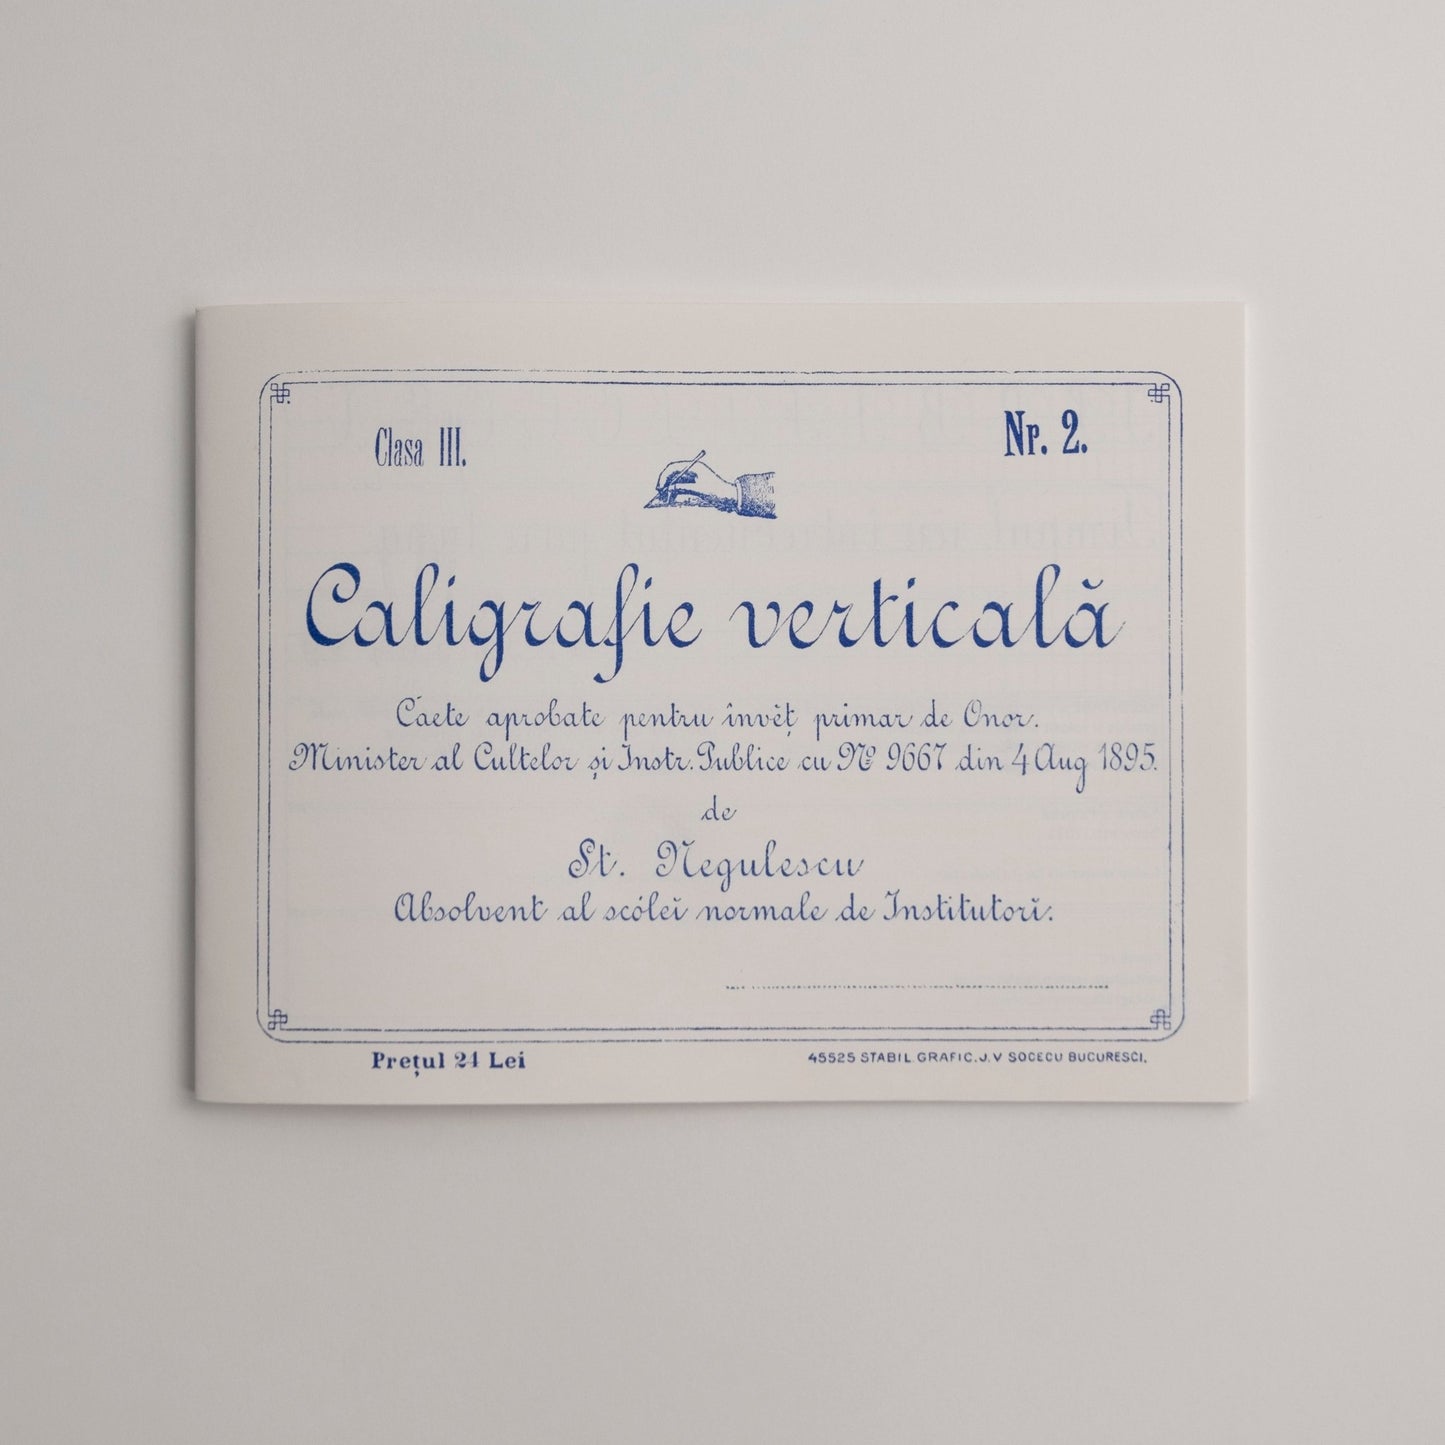 Clasa III.
Nr. 2.
Caligrafie verticală
Caete aprobate pentru învĕț primar de Onor.
Minister al Cultelor și Instr. Publice cu No 9667 din 4 Aug 1895.
de
St. Negulescu
Absolvent al scóleĭ normale de Institutorĭ.
Prețul 24 Lei
45525 STABIL. GRAFIC. J. V SOCECU BUCURESCI.